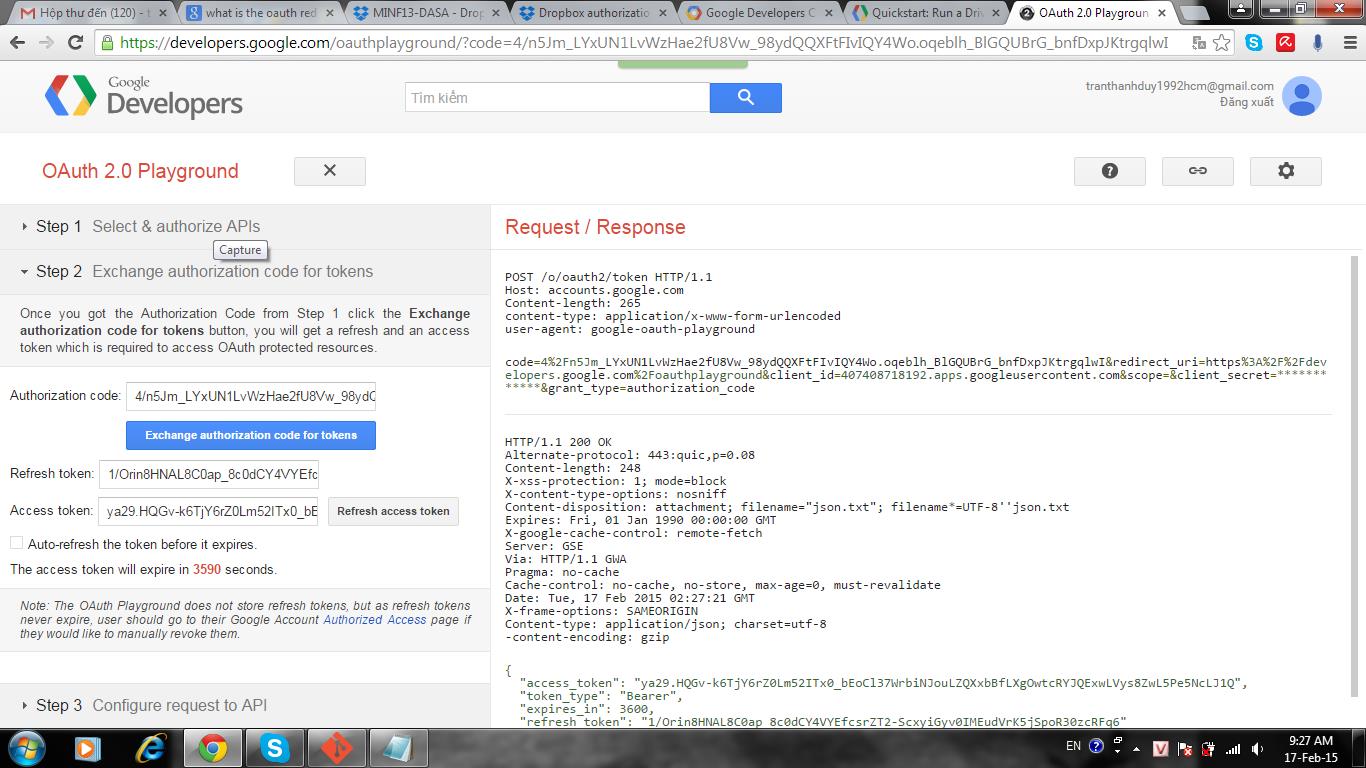 Hộp thư đến (120) - t
what is the oauth red
MINF13-DASA - Drop
Dropbox authorizatio
Google Developers C
Quickstart: Run a Driv
OAuth 2.0 Playgroun
https://developers.google.com/oauthplayground/?code=4/n5Jm_LYxUN1LvWzHae2fU8Vw_98ydQQXFtFIvIQY4Wo.oqeblh_BlGQUBrG_bnfDxpJKtrgqlwI
Google
Developers
Tìm kiếm
tranthanhduy1992hcm@gmail.com
Đăng xuất
OAuth 2.0 Playground
Step 1 Select & authorize APIs
Capture
Step 2 Exchange authorization code for tokens
Once you got the Authorization Code from Step 1 click the Exchange
authorization code for tokens button, you will get a refresh and an access
token which is required to access OAuth protected resources.
Authorization code: 4/n5Jm_LYxUN1LvWzHae2fU8Vw_98ydQ
Exchange authorization code for tokens
Refresh token: 1/Orin8HNAL8C0ap_8c0dCY4VYEfc
Access token: ya29.HQGv-k6TjY6rZ0Lm52ITx0_bE Refresh access token
Auto-refresh the token before it expires.
The access token will expire in 3590 seconds.
Note: The OAuth Playground does not store refresh tokens, but as refresh tokens
never expire, user should go to their Google Account Authorized Access page if
they would like to manually revoke them.
Step 3 Configure request to API
Request / Response
POST /o/oauth2/token HTTP/1.1
Host: accounts.google.com
Content-length: 265
content-type: application/x-www-form-urlencoded
user-agent: google-oauth-playground
code=4%2Fn5Jm_LYxUN1LvWzHae2fU8Vw_98ydQQXFtFIvIQY4Wo.oqeblh_BlGQUBrG_bnfDxpJKtrgqlwI&redirect_uri=https%3A%2F%2Fdev
elopers.google.com%2Foauthplayground&client_id=407408718192.apps.googleusercontent.com&scope=&client_secret=*******
*****&grant_type=authorization_code
HTTP/1.1 200 OK
Alternate-protocol: 443:quic,p=0.08
Content-length: 248
X-xss-protection: 1; mode=block
X-content-type-options: nosniff
Content-disposition: attachment; filename="json.txt"; filename*=UTF-8''json.txt
Expires: Fri, 01 Jan 1990 00:00:00 GMT
X-google-cache-control: remote-fetch
Server: GSE
Via: HTTP/1.1 GWA
Pragma: no-cache
Cache-control: no-cache, no-store, max-age=0, must-revalidate
Date: Tue, 17 Feb 2015 02:27:21 GMT
X-frame-options: SAMEORIGIN
Content-type: application/json; charset=utf-8
-content-encoding: gzip
{
"access_token": "ya29.HQGv-k6TjY6rZ0Lm52ITx0_bEoCl37WrbiNJouLZQXxbBfLXgOwtcRYJQExwLVys8ZwL5Pe5NcLJ1Q",
"token_type": "Bearer",
"expires_in": 3600,
"refresh_token": "1/Orin8HNAL8C0ap_8c0dCY4VYEfcsrZT2-ScxyiGyv0IMEudVrK5jSpoR30zcRFq6"
EN
9:27 AM
17-Feb-15